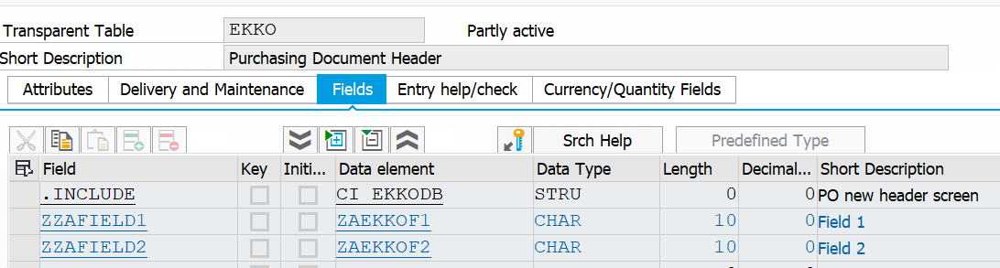 Transparent Table EKKO Partly active
Short Description Purchasing Document Header
Attributes Delivery and Maintenance Fields Entry help/check Currency/Quantity Fields
Srch Help Predefined Type
Field Key Initi... Data element Data Type Length Decimal... Short Description
.INCLUDE CI_EKKODB STRU 0 0 PO new header screen
ZZAFIELD1 ZAEKKOF1 CHAR 10 0 Field 1
ZZAFIELD2 ZAEKKOF2 CHAR 10 0 Field 2